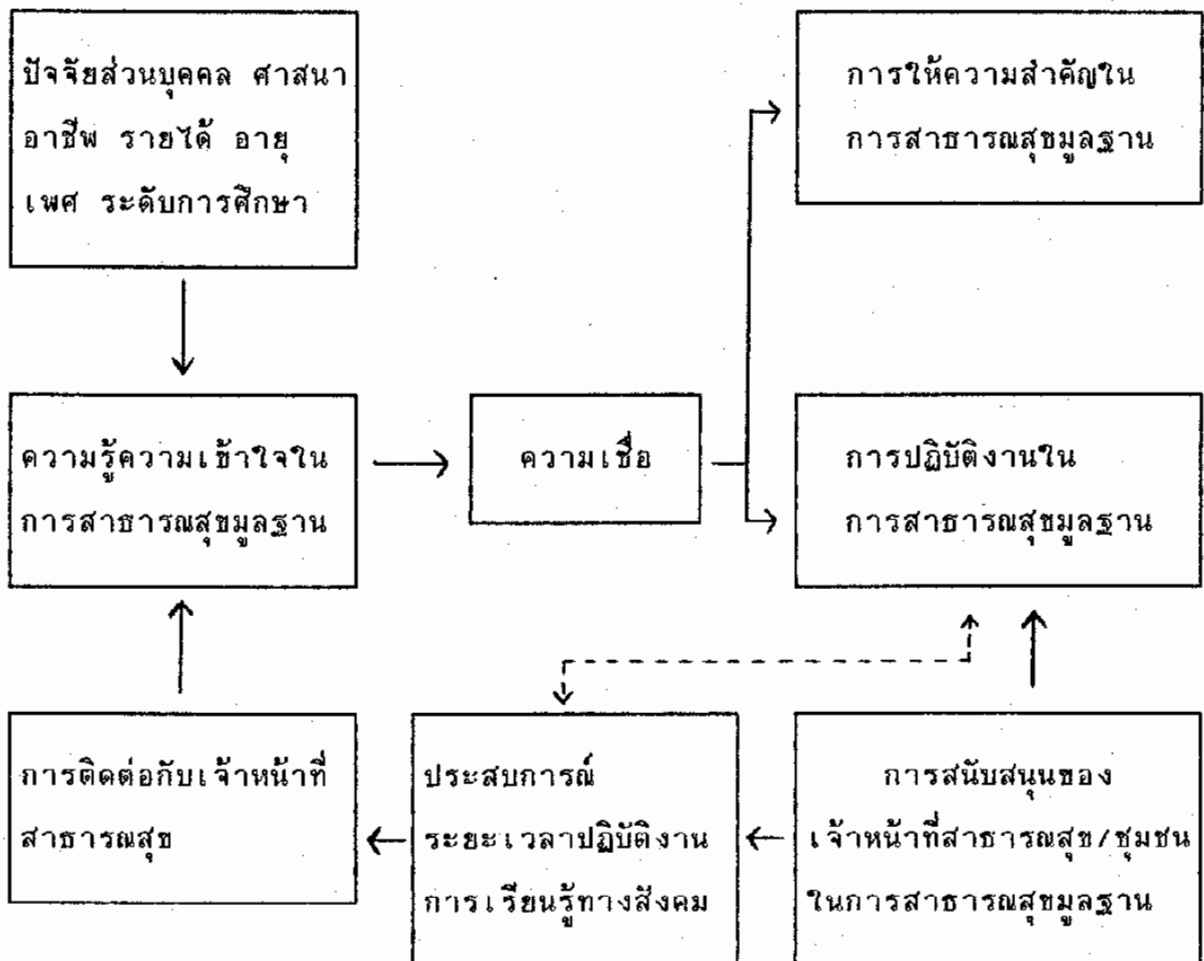 ปัจจัยส่วนบุคคล ศาสนา
อาชีพ รายได้ อายุ
เพศ ระดับการศึกษา
การให้ความสำคัญใน
การสาธารณสุขมูลฐาน
ความรู้ความเข้าใจใน
การสาธารณสุขมูลฐาน
ความเชื่อ
การปฏิบัติงานใน
การสาธารณสุขมูลฐาน
การติดต่อกับเจ้าหน้าที่
สาธารณสุข
ประสบการณ์
ระยะเวลาปฏิบัติงาน
การเรียนรู้ทางสังคม
การสนับสนุนของ
เจ้าหน้าที่สาธารณสุข/ชุมชน
ในการสาธารณสุขมูลฐาน